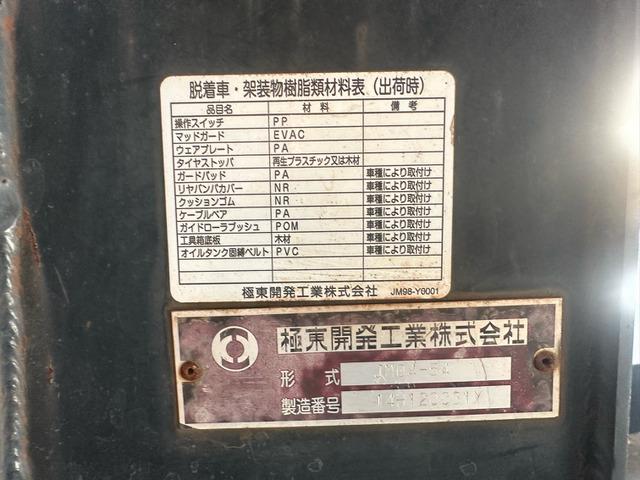 脱着車・架装物樹脂類材料表（出荷時）
品目名 材料 備考
操作スイッチ PP
マッドガード EVAC
ウェアプレート PA
タイヤストッパ 再生プラスチック又は木材
ガードパッド PA 車種により取付け
リヤバンパカバー NR 車種により取付け
クッションゴム NR 車種により取付け
ケーブルベア PA 車種により取付け
ガイドローラブッシュ POM 車種により取付け
工具箱底板 木材 車種により取付け
オイルタンク固縛ベルト PVC 車種により取付け
極東開発工業株式会社 JM98-Y0001
極東開発工業株式会社
形式
製造番号